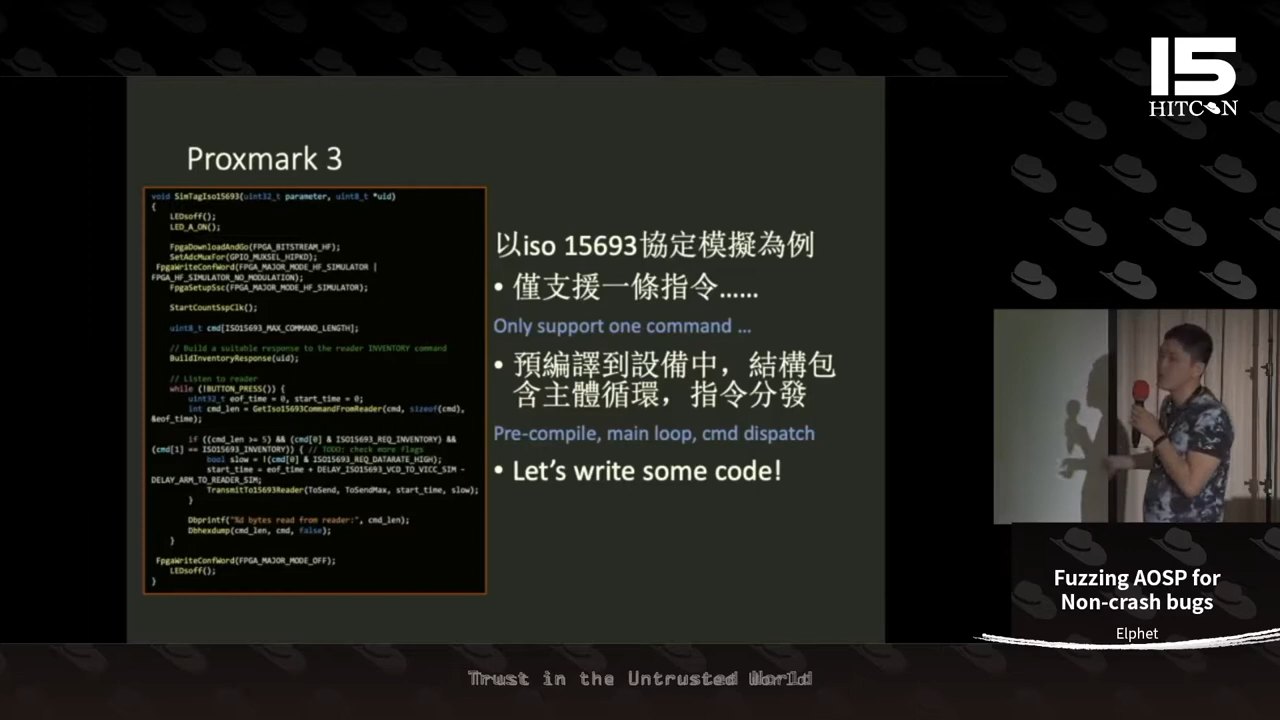 15
HITCON
Proxmark 3
void SimTagIso15693(uint32_t parameter, uint8_t *uid)
{
LEDsoff();
LED_A_ON();
FpgaDownloadAndGo(FPGA_BITSTREAM_HF);
SetAdcMuxFor(GPIO_MUXSEL_HIPKD);
FpgaWriteConfWord(FPGA_MAJOR_MODE_HF_SIMULATOR |
FPGA_HF_SIMULATOR_NO_MODULATION);
FpgaSetupSsc(FPGA_MAJOR_MODE_HF_SIMULATOR);
StartCountSspClk();
uint8_t cmd[ISO15693_MAX_COMMAND_LENGTH];
// Build a suitable response to the reader INVENTORY command
BuildInventoryResponse(uid);
// Listen to reader
while (!BUTTON_PRESS()) {
uint32_t eof_time = 0, start_time = 0;
int cmd_len = GetIso15693CommandFromReader(cmd, sizeof(cmd),
&eof_time);
if ((cmd_len >= 5) && (cmd[0] & ISO15693_REQ_INVENTORY) &&
(cmd[1] == ISO15693_INVENTORY)) { // TODO: check more flags
bool slow = !(cmd[0] & ISO15693_REQ_DATARATE_HIGH);
start_time = eof_time + DELAY_ISO15693_VCD_TO_VICC_SIM -
DELAY_ARM_TO_READER_SIM;
TransmitTo15693Reader(ToSend, ToSendMax, start_time, slow);
}
Dbprintf("%d bytes read from reader:", cmd_len);
Dbhexdump(cmd_len, cmd, false);
}
FpgaWriteConfWord(FPGA_MAJOR_MODE_OFF);
LEDsoff();
}
以iso 15693協定模擬為例
• 僅支援一條指令……
Only support one command …
• 預編譯到設備中，結構包
含主體循環，指令分發
Pre-compile, main loop, cmd dispatch
• Let’s write some code!
Fuzzing AOSP for
Non-crash bugs
Elphet
Trust in the Untrusted World